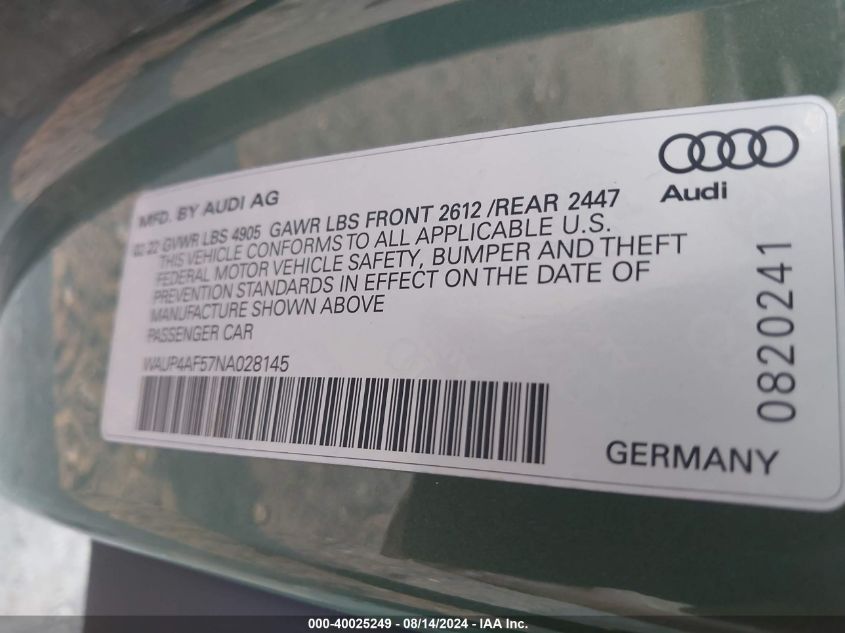 Audi
MFD. BY AUDI AG
02-22 GVWR LBS 4905 GAWR LBS FRONT 2612 /REAR 2447
THIS VEHICLE CONFORMS TO ALL APPLICABLE U.S.
FEDERAL MOTOR VEHICLE SAFETY, BUMPER AND THEFT
PREVENTION STANDARDS IN EFFECT ON THE DATE OF
MANUFACTURE SHOWN ABOVE
PASSENGER CAR
WAUP4AF57NA028145
0820241
GERMANY
000-40025249 - 08/14/2024 - IAA Inc.